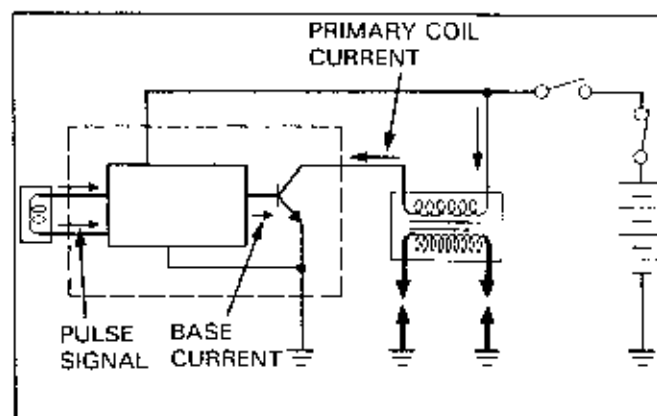 PRIMARY COIL
CURRENT
PULSE
SIGNAL
BASE
CURRENT